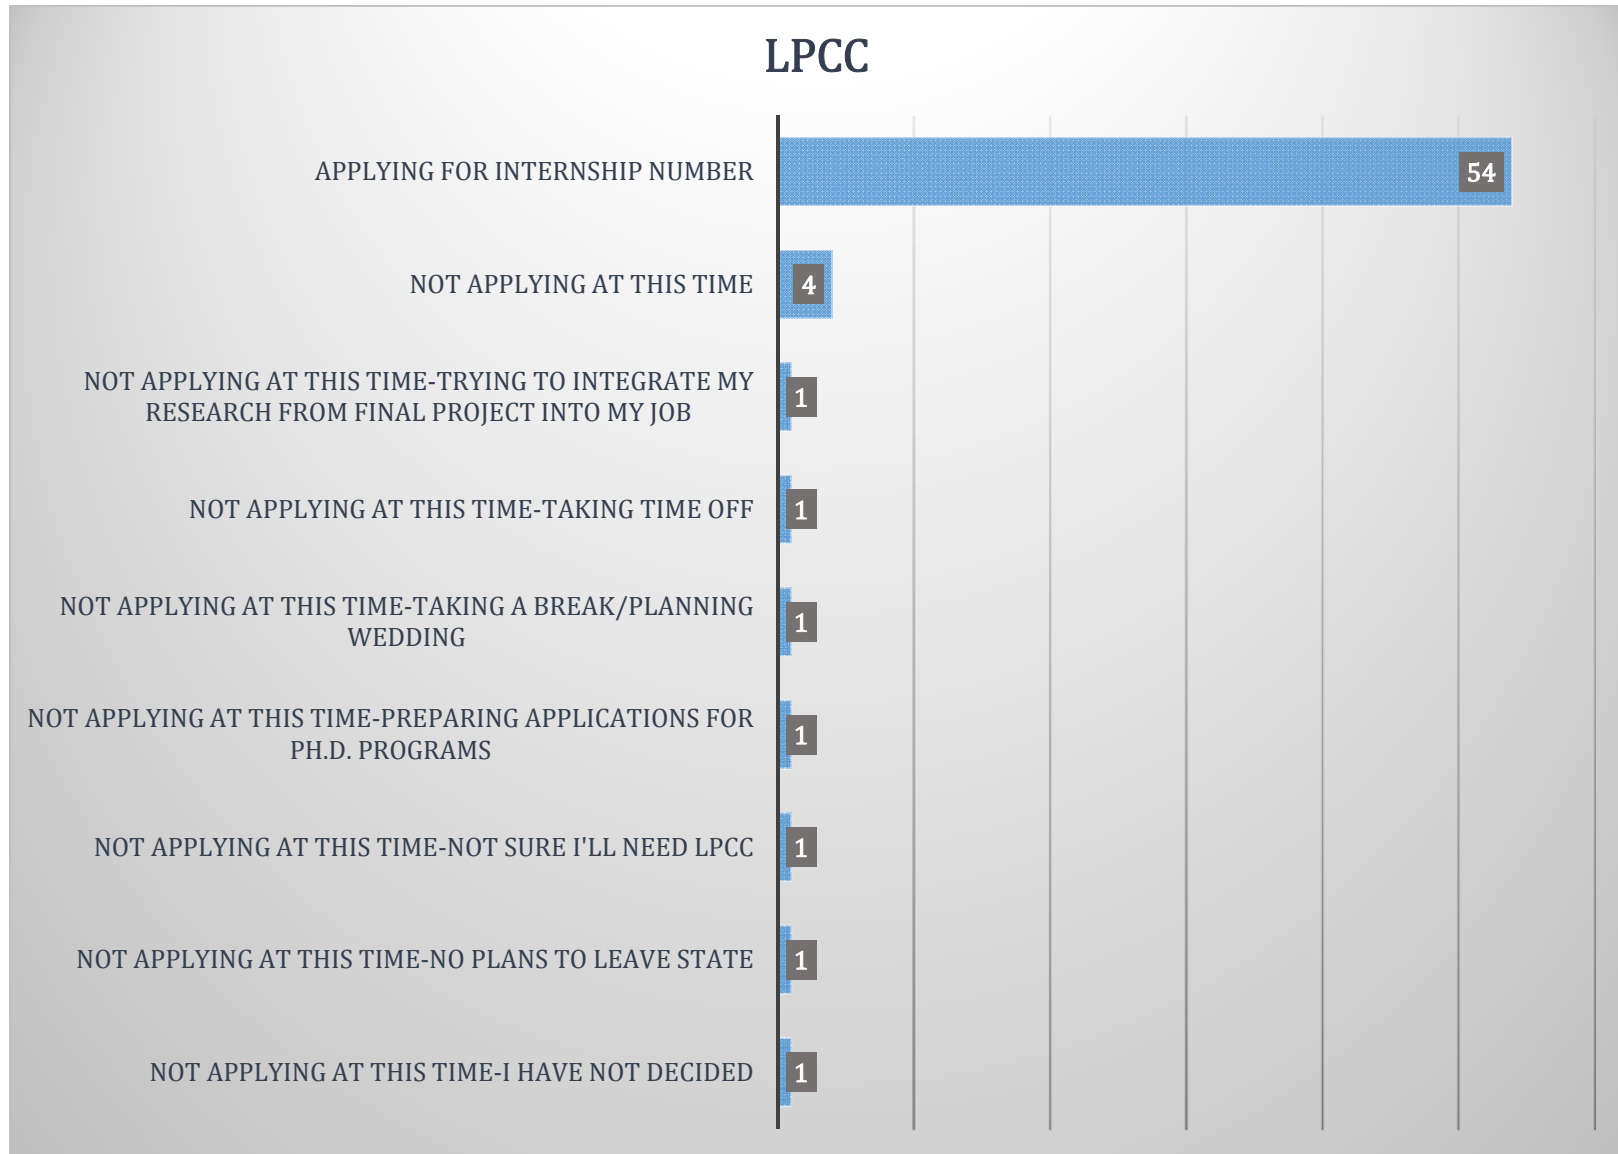 LPCC
APPLYING FOR INTERNSHIP NUMBER
54
NOT APPLYING AT THIS TIME
4
NOT APPLYING AT THIS TIME-TRYING TO INTEGRATE MY
RESEARCH FROM FINAL PROJECT INTO MY JOB
1
NOT APPLYING AT THIS TIME-TAKING TIME OFF
1
NOT APPLYING AT THIS TIME-TAKING A BREAK/PLANNING
WEDDING
1
NOT APPLYING AT THIS TIME-PREPARING APPLICATIONS FOR
PH.D. PROGRAMS
1
NOT APPLYING AT THIS TIME-NOT SURE I'LL NEED LPCC
1
NOT APPLYING AT THIS TIME-NO PLANS TO LEAVE STATE
1
NOT APPLYING AT THIS TIME-I HAVE NOT DECIDED
1